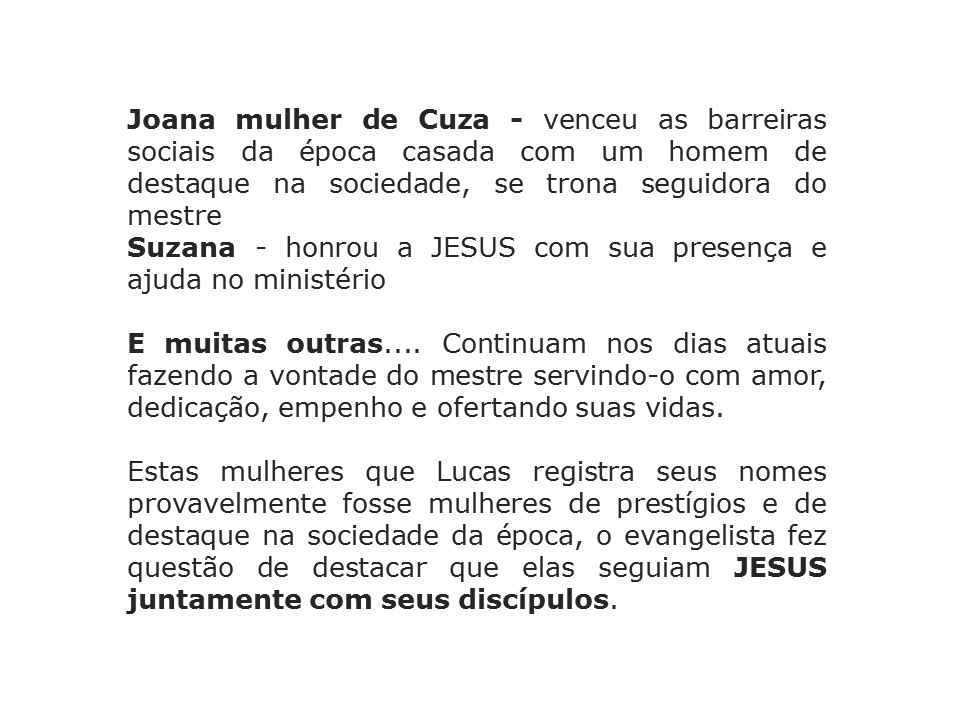 Joana mulher de Cuza - venceu as barreiras
sociais da época casada com um homem de
destaque na sociedade, se trona seguidora do
mestre
Suzana - honrou a JESUS com sua presença e
ajuda no ministério
E muitas outras.... Continuam nos dias atuais
fazendo a vontade do mestre servindo-o com amor,
dedicação, empenho e ofertando suas vidas.
Estas mulheres que Lucas registra seus nomes
provavelmente fosse mulheres de prestígios e de
destaque na sociedade da época, o evangelista fez
questão de destacar que elas seguiam JESUS
juntamente com seus discípulos.